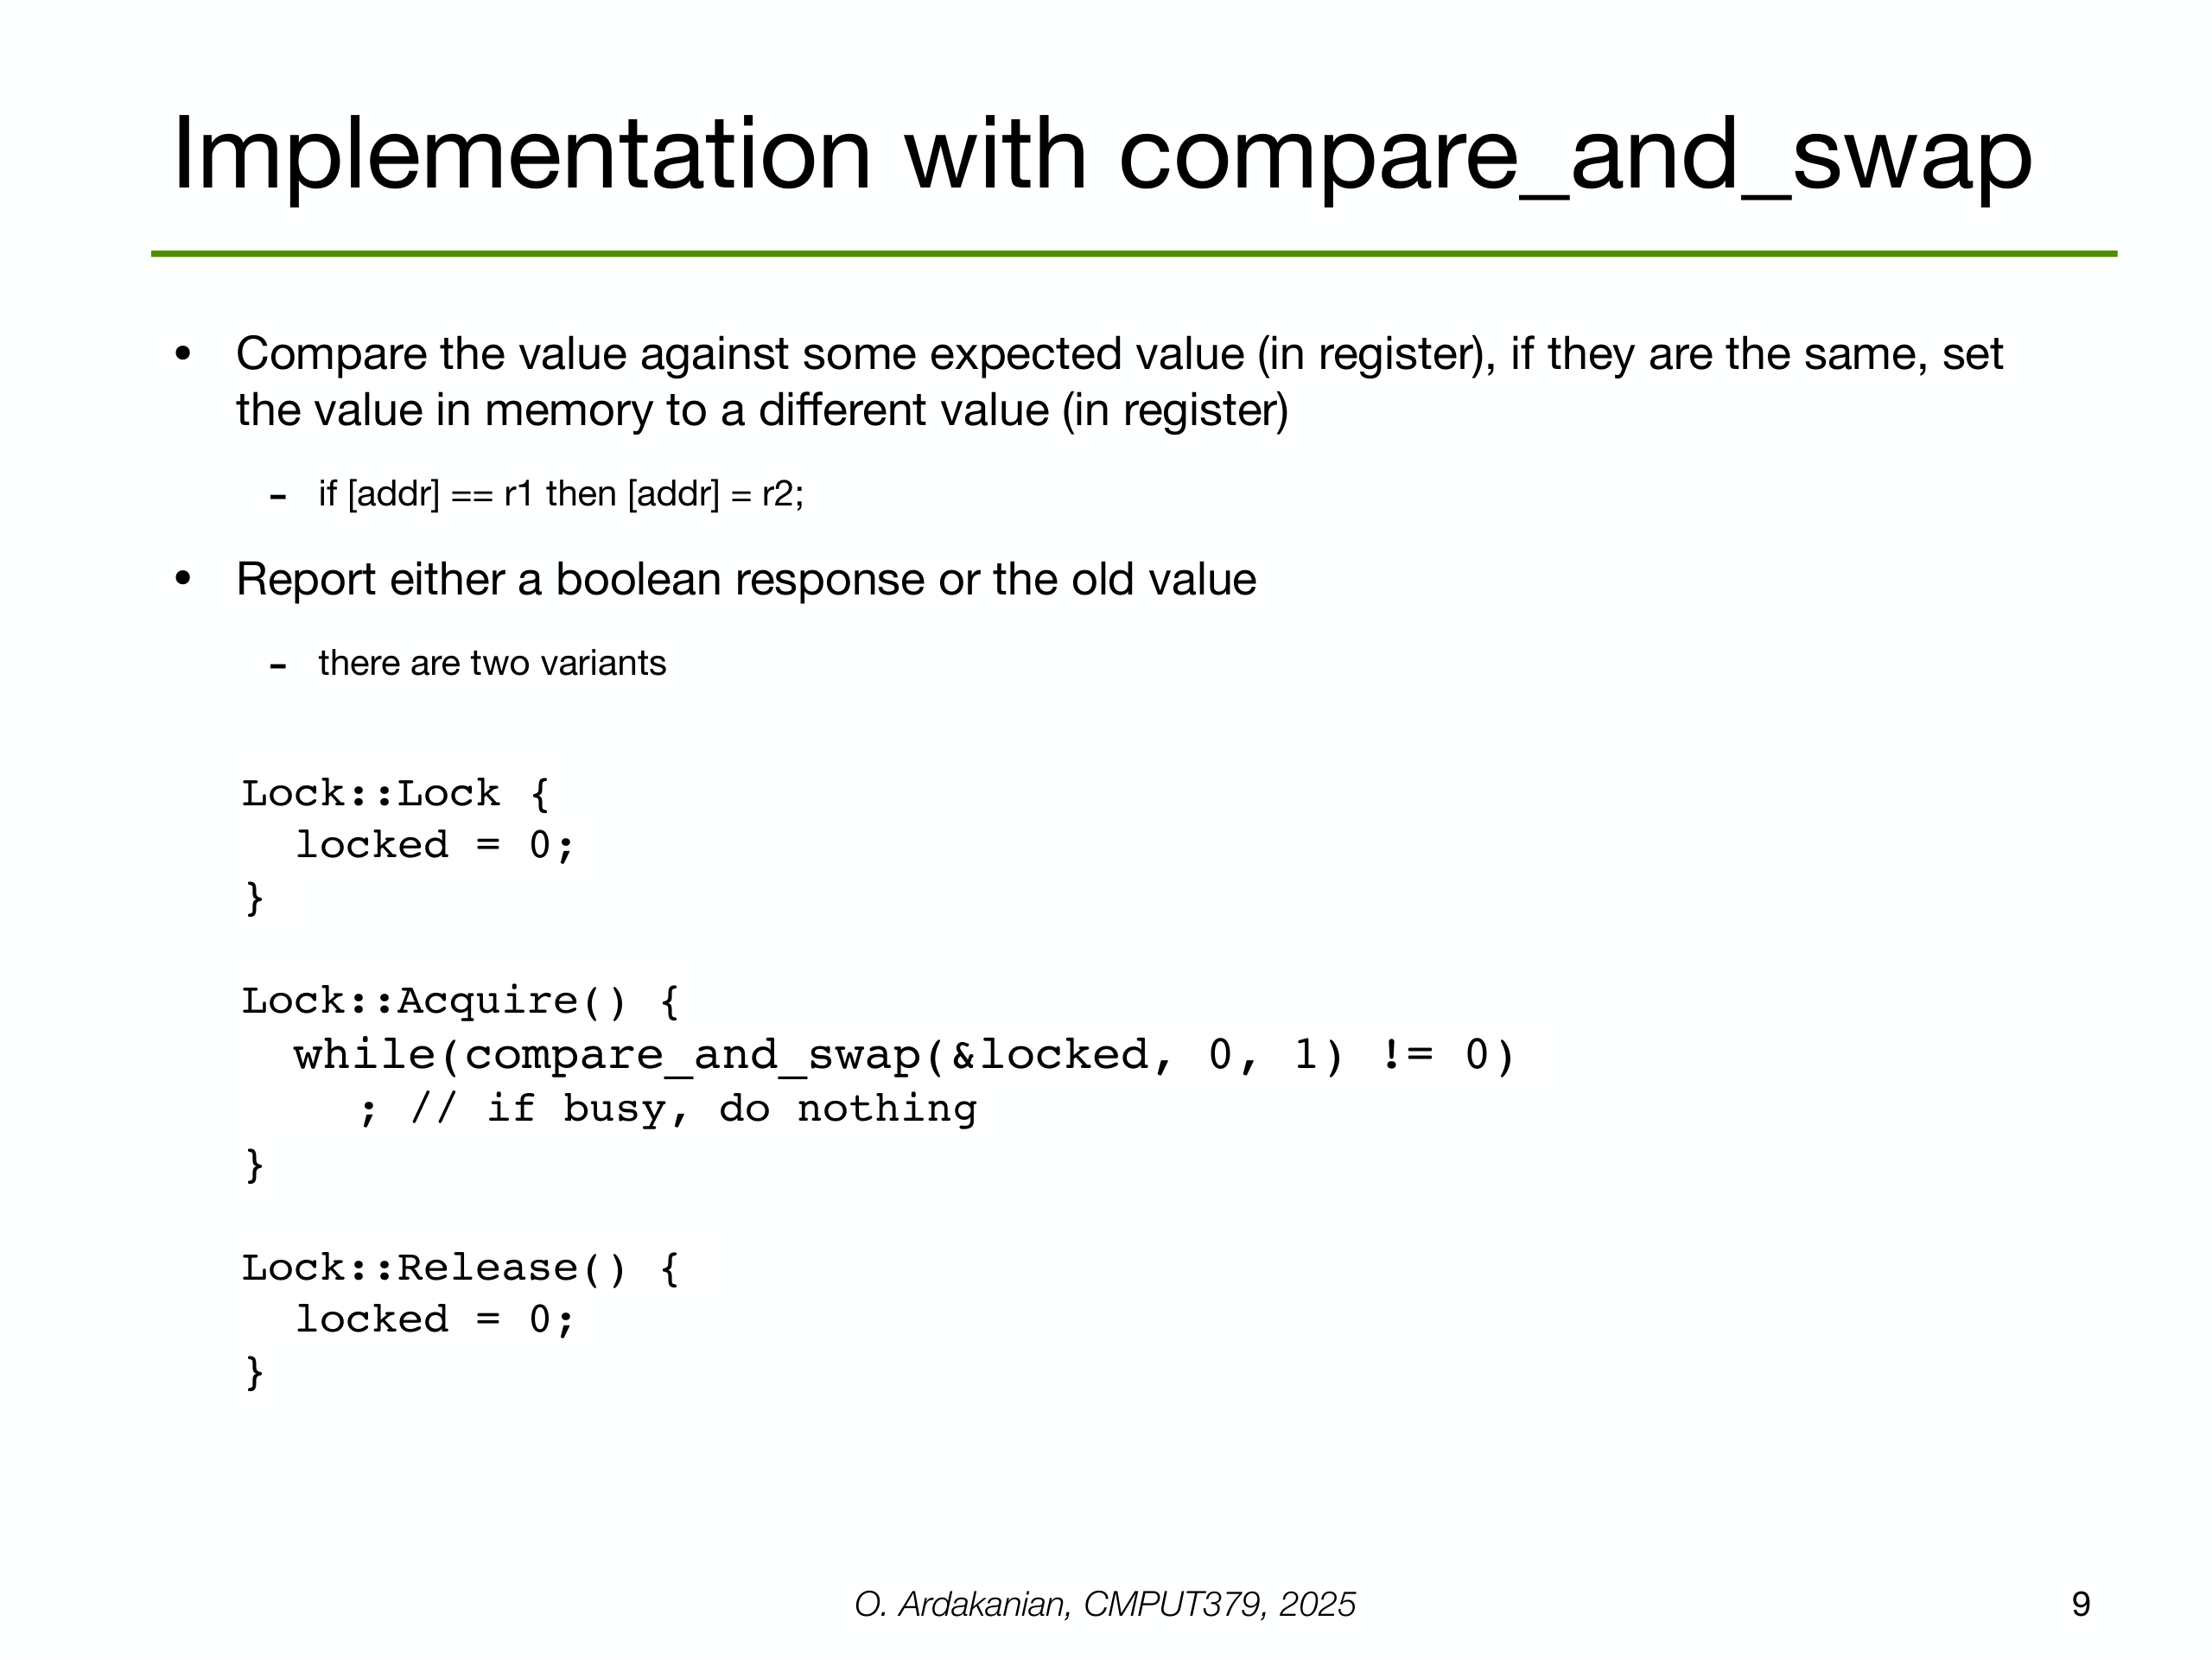 Implementation with compare_and_swap
• Compare the value against some expected value (in register), if they are the same, set
the value in memory to a different value (in register)
- if [addr] == r1 then [addr] = r2;
• Report either a boolean response or the old value
- there are two variants
Lock::Lock {
  locked = 0;
}
Lock::Acquire() {
  while(compare_and_swap(&locked, 0, 1) != 0)
    ; // if busy, do nothing
}
Lock::Release() {
  locked = 0;
}
O. Ardakanian, CMPUT379, 2025
9